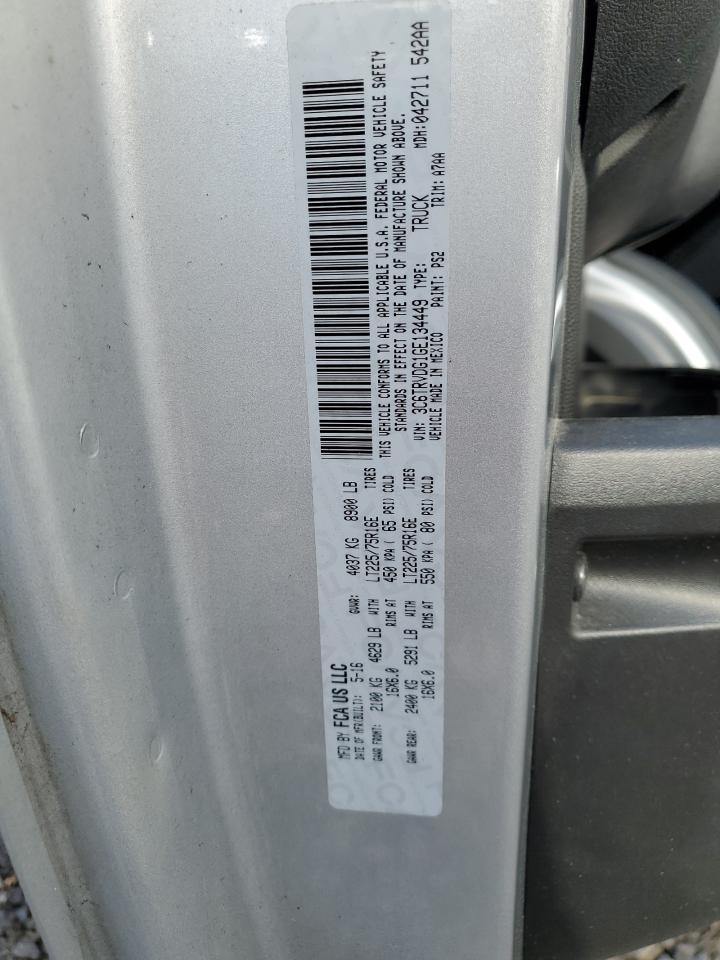 MFD BY FCA US LLC
DATE OF MFR(BUILT): 5-16 GVWR: 4037 KG 8900 LB
GAWR FRONT: 2100 KG 4629 LB WITH LT225/75R16E TIRES
16X6.0 RIMS AT 450 KPA ( 65 PSI) COLD
GAWR REAR: 2400 KG 5291 LB WITH LT225/75R16E TIRES
16X6.0 RIMS AT 550 KPA ( 80 PSI) COLD
THIS VEHICLE CONFORMS TO ALL APPLICABLE U.S.A. FEDERAL MOTOR VEHICLE SAFETY
STANDARDS IN EFFECT ON THE DATE OF MANUFACTURE SHOWN ABOVE.
VIN: 3C6TRVDG1GE134449 TYPE: TRUCK MDH:042711 542AA
VEHICLE MADE IN MEXICO PAINT: PS2 TRIM: A7AA